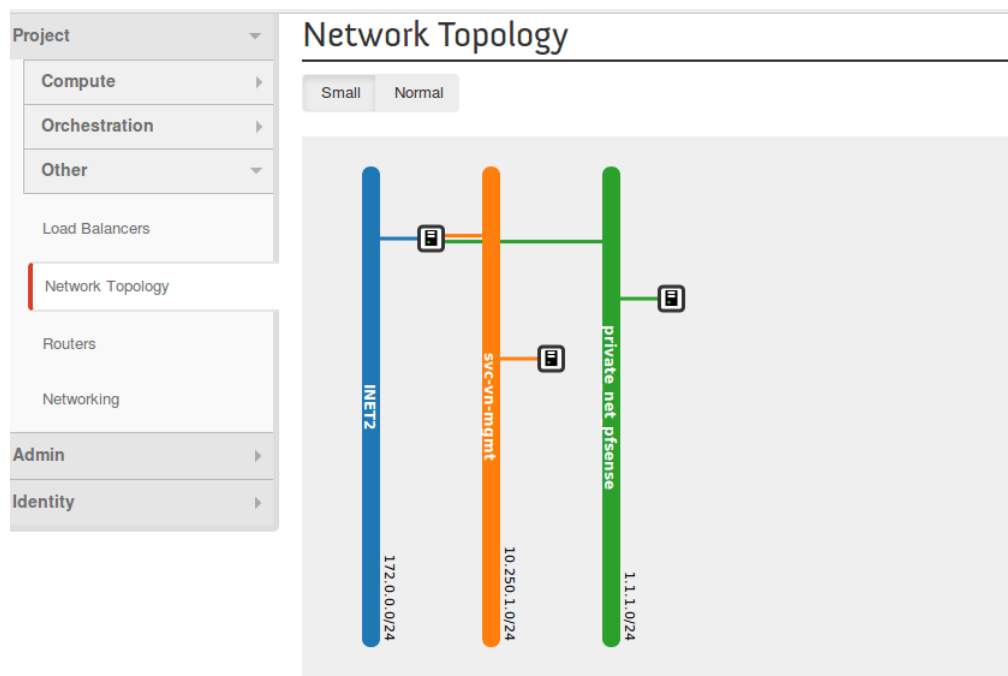 Project
Compute
Orchestration
Other
Load Balancers
Network Topology
Routers
Networking
Admin
Identity
Network Topology
Small Normal
INET2
172.0.0.0/24
svc-vn-mgmt
10.250.1.0/24
private_net_pfsense
1.1.1.0/24